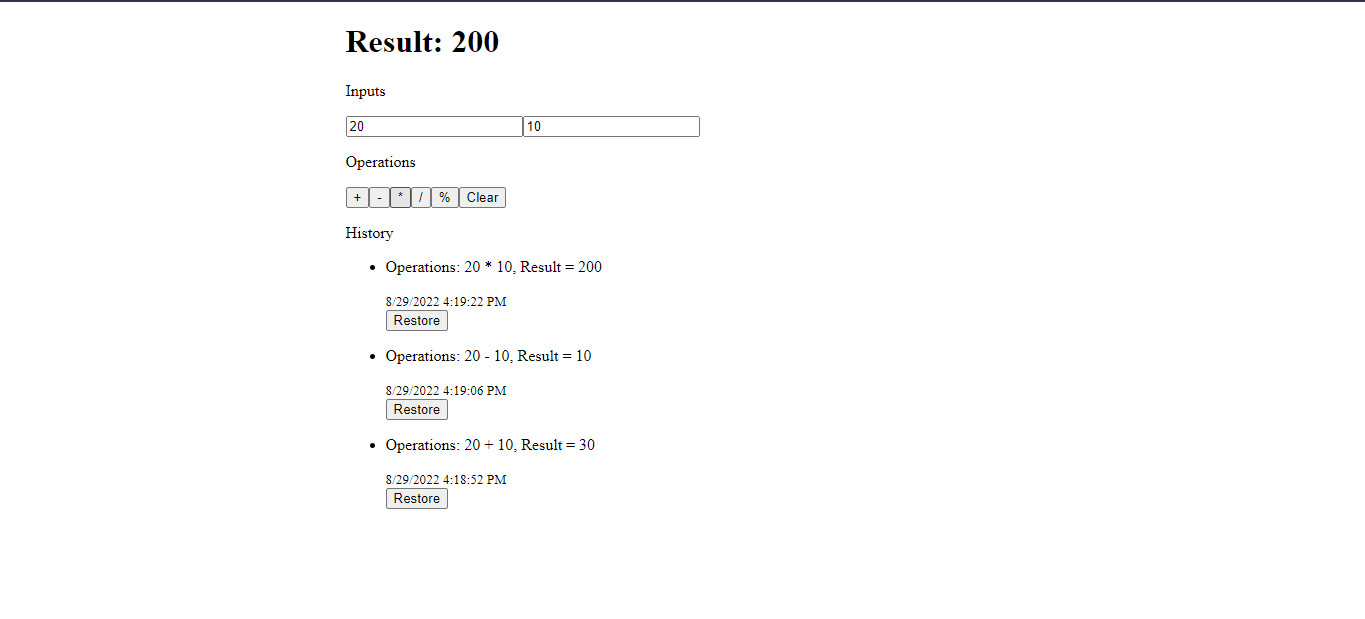 Result: 200
Inputs
20 10
Operations
+ - * / % Clear
History
Operations: 20 * 10, Result = 200
8/29/2022 4:19:22 PM
Restore
Operations: 20 - 10, Result = 10
8/29/2022 4:19:06 PM
Restore
Operations: 20 + 10, Result = 30
8/29/2022 4:18:52 PM
Restore